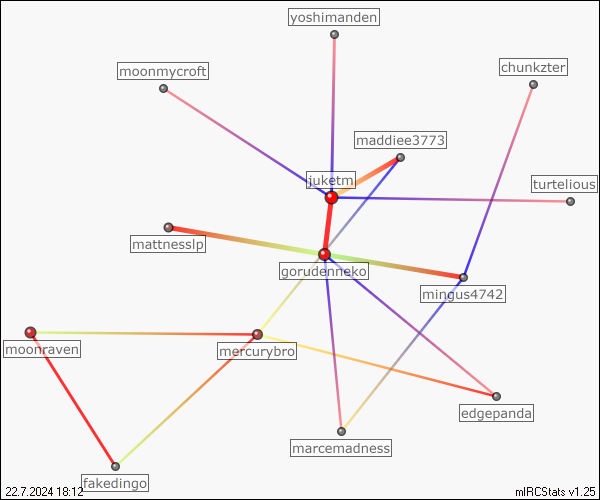 yoshimanden
chunkzter
moonmycroft
maddiee3773
juketm
turtelious
mattnesslp
gorudenneko
mingus4742
moonraven
mercurybro
edgepanda
marcemadness
fakedingo
22.7.2024 18:12
mIRCStats v1.25